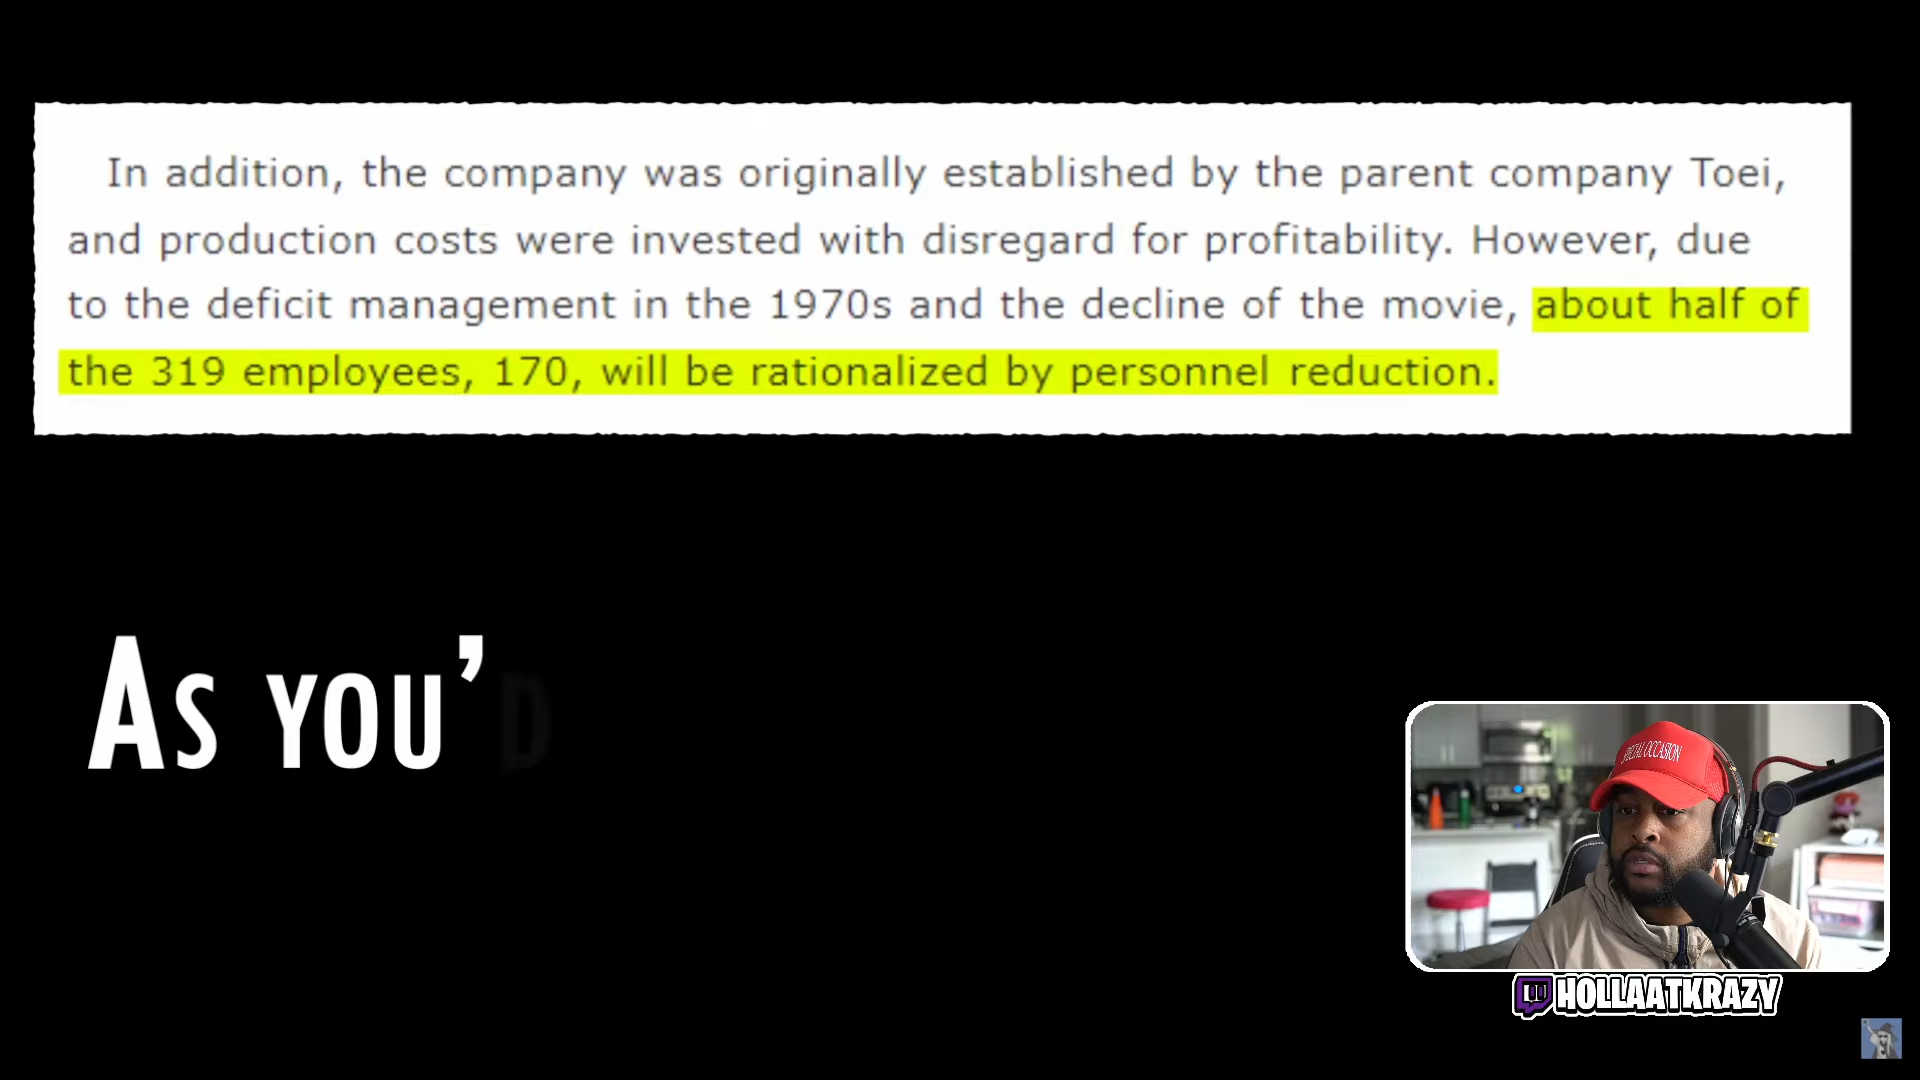 In addition, the company was originally established by the parent company Toei,
and production costs were invested with disregard for profitability. However, due
to the deficit management in the 1970s and the decline of the movie, about half of
the 319 employees, 170, will be rationalized by personnel reduction.
As you'd
SPECIAL OCCASION
HOLLAATKRAZY